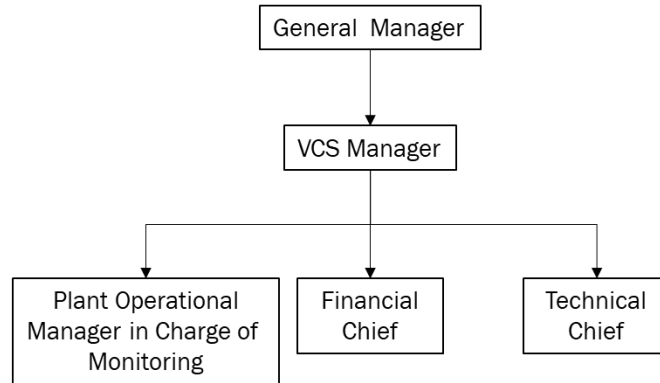 General Manager
VCS Manager
Plant Operational
Manager in Charge of
Monitoring
Financial
Chief
Technical
Chief